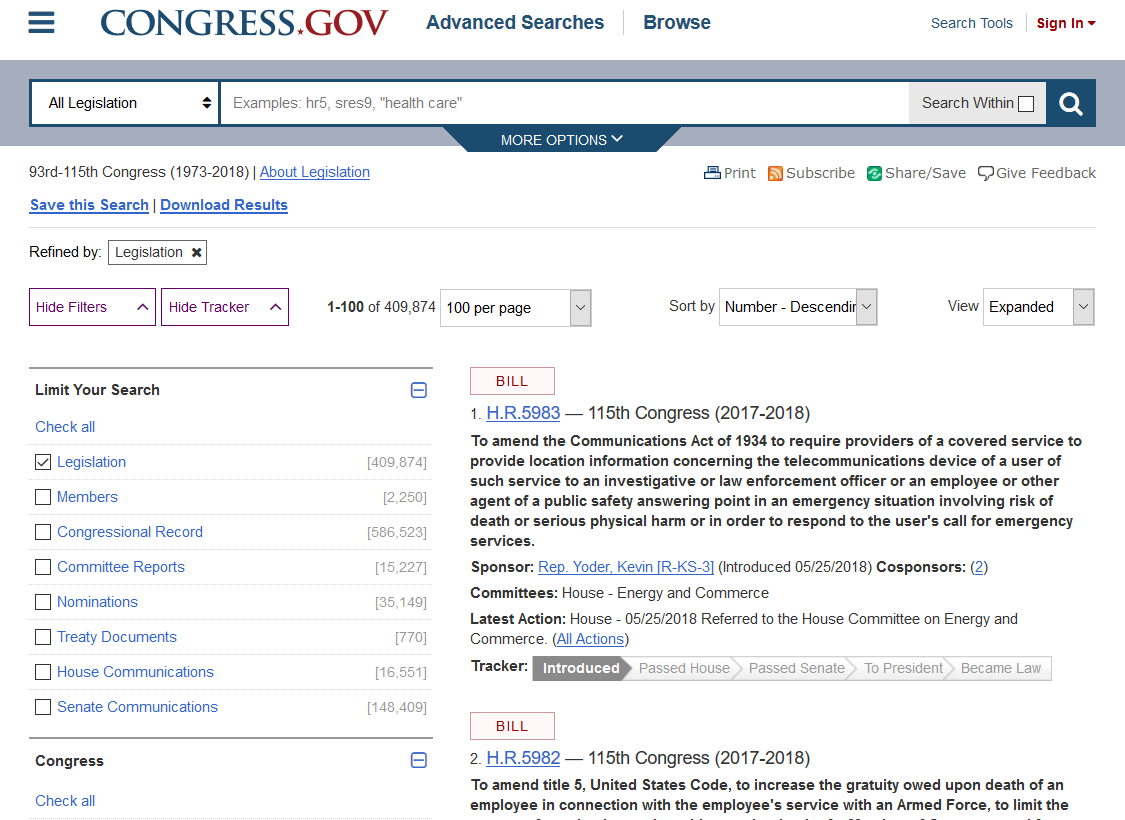 CONGRESS.GOV Advanced Searches Browse Search Tools Sign In
All Legislation Examples: hr5, sres9, "health care" Search Within
MORE OPTIONS
93rd-115th Congress (1973-2018) | About Legislation Print Subscribe Share/Save Give Feedback
Save this Search | Download Results
Refined by: Legislation ✖
Hide Filters Hide Tracker 1-100 of 409,874 100 per page Sort by Number - Descendin View Expanded
Limit Your Search
Check all
Legislation [409,874]
Members [2,250]
Congressional Record [586,523]
Committee Reports [15,227]
Nominations [35,149]
Treaty Documents [770]
House Communications [16,551]
Senate Communications [148,409]
Congress
Check all
BILL
1. H.R.5983 — 115th Congress (2017-2018)
To amend the Communications Act of 1934 to require providers of a covered service to
provide location information concerning the telecommunications device of a user of
such service to an investigative or law enforcement officer or an employee or other
agent of a public safety answering point in an emergency situation involving risk of
death or serious physical harm or in order to respond to the user's call for emergency
services.
Sponsor: Rep. Yoder, Kevin [R-KS-3] (Introduced 05/25/2018) Cosponsors: (2)
Committees: House - Energy and Commerce
Latest Action: House - 05/25/2018 Referred to the House Committee on Energy and
Commerce. (All Actions)
Tracker: Introduced Passed House Passed Senate To President Became Law
BILL
2. H.R.5982 — 115th Congress (2017-2018)
To amend title 5, United States Code, to increase the gratuity owed upon death of an
employee in connection with the employee's service with an Armed Force, to limit the